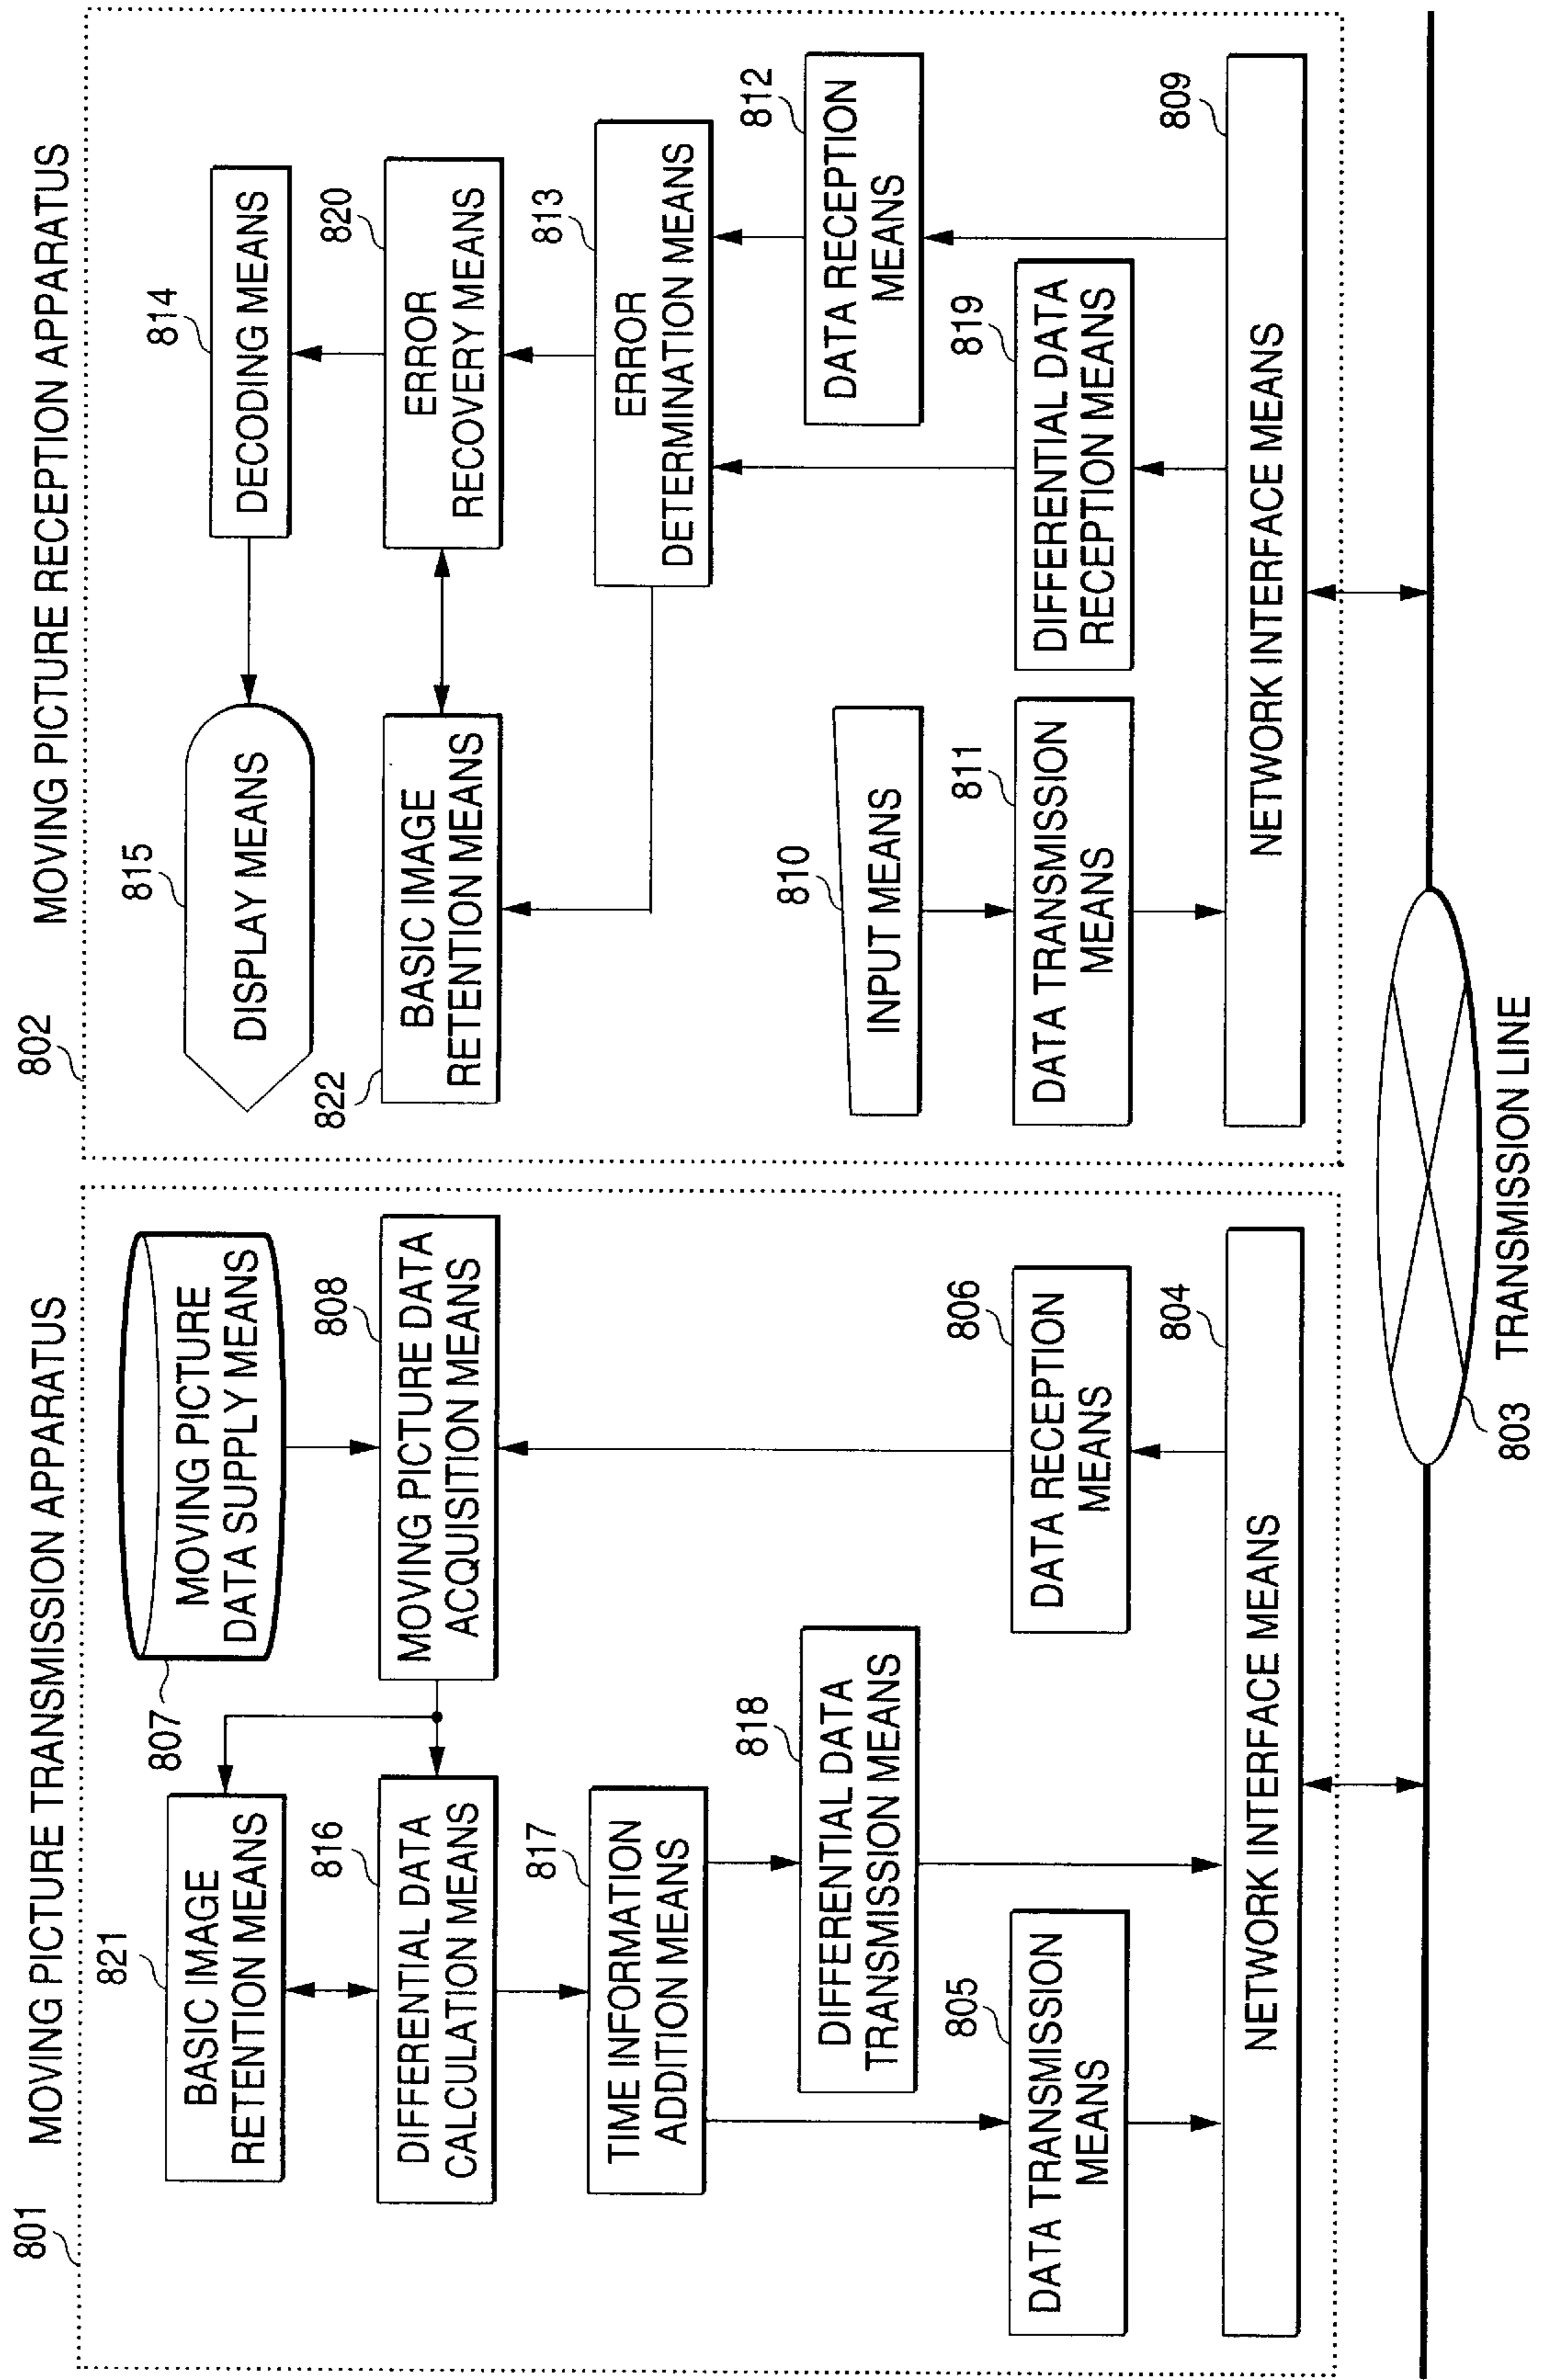 801
MOVING PICTURE TRANSMISSION APPARATUS
821
BASIC IMAGE
RETENTION MEANS
807
MOVING PICTURE
DATA SUPPLY MEANS
816
DIFFERENTIAL DATA
CALCULATION MEANS
808
MOVING PICTURE DATA
ACQUISITION MEANS
817
TIME INFORMATION
ADDITION MEANS
818
DIFFERENTIAL DATA
TRANSMISSION MEANS
805
DATA TRANSMISSION
MEANS
806
DATA RECEPTION
MEANS
804
NETWORK INTERFACE MEANS
802
MOVING PICTURE RECEPTION APPARATUS
815
DISPLAY MEANS
814
DECODING MEANS
822
BASIC IMAGE
RETENTION MEANS
820
ERROR
RECOVERY MEANS
813
ERROR
DETERMINATION MEANS
810
INPUT MEANS
812
DATA RECEPTION
MEANS
811
DATA TRANSMISSION
MEANS
819
DIFFERENTIAL DATA
RECEPTION MEANS
809
NETWORK INTERFACE MEANS
803
TRANSMISSION LINE